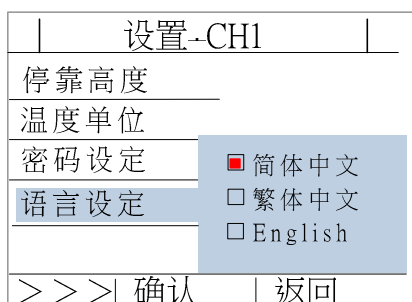 设置--CH1
停靠高度
温度单位
密码设定
语言设定
简体中文
繁体中文
English
>>> 确认 返回